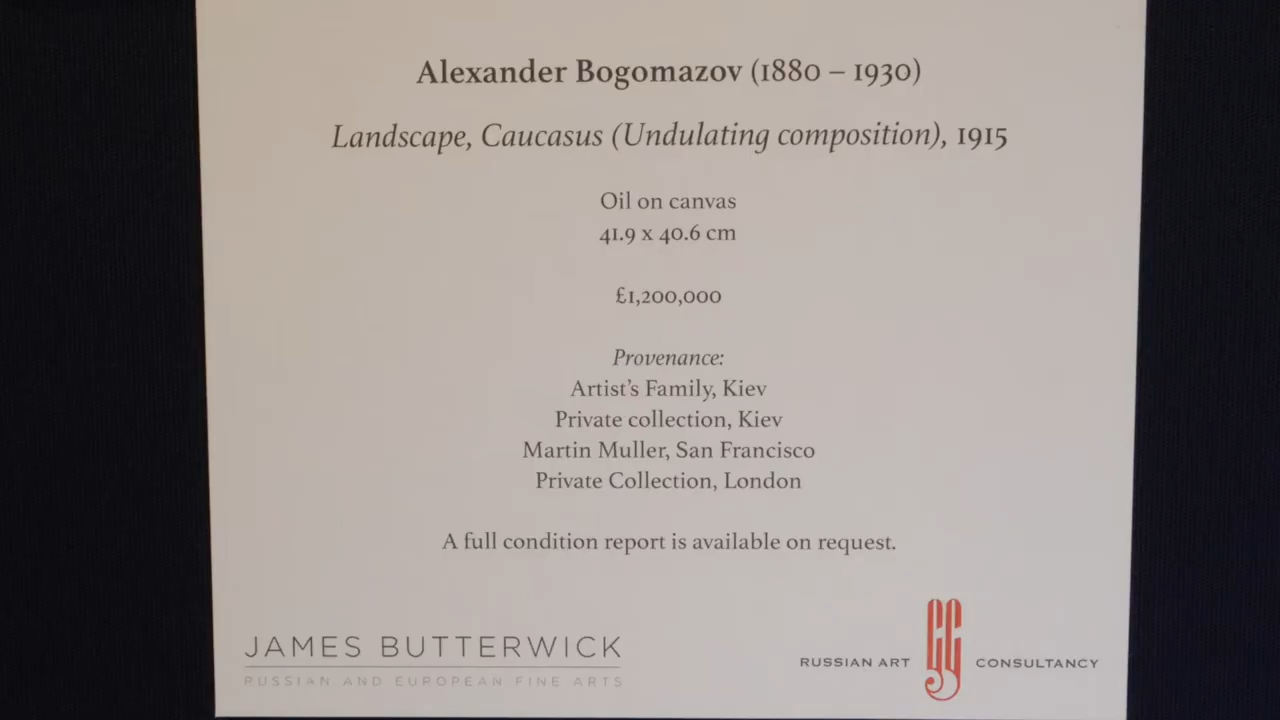 Alexander Bogomazov (1880 – 1930)
Landscape, Caucasus (Undulating composition), 1915
Oil on canvas
41.9 x 40.6 cm
£1,200,000
Provenance:
Artist's Family, Kiev
Private collection, Kiev
Martin Muller, San Francisco
Private Collection, London
A full condition report is available on request.
JAMES BUTTERWICK
RUSSIAN AND EUROPEAN FINE ARTS
RUSSIAN ART CONSULTANCY